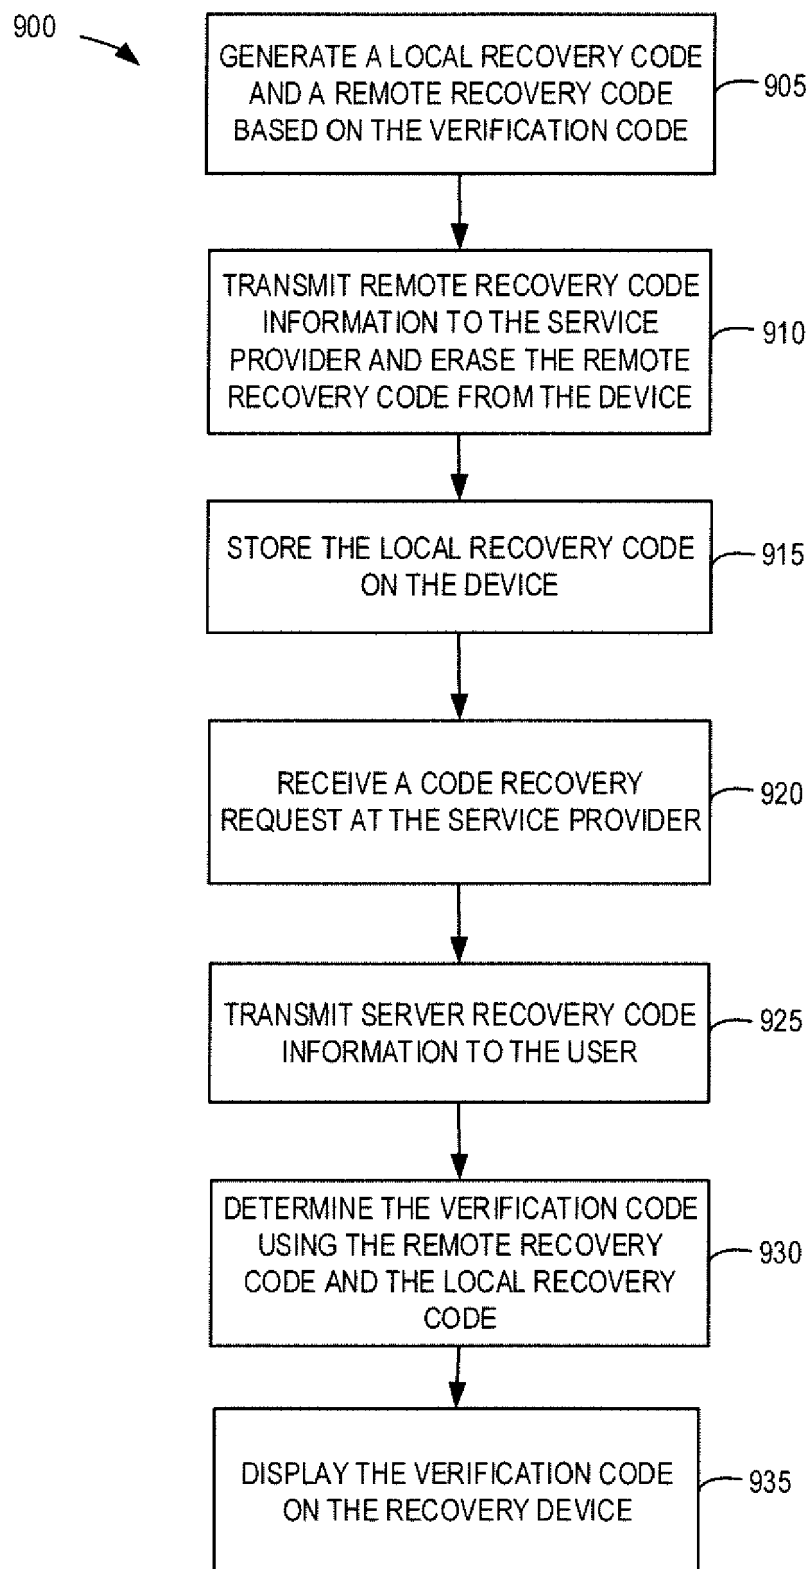 900
GENERATE A LOCAL RECOVERY CODE
AND A REMOTE RECOVERY CODE
BASED ON THE VERIFICATION CODE
905
TRANSMIT REMOTE RECOVERY CODE
INFORMATION TO THE SERVICE
PROVIDER AND ERASE THE REMOTE
RECOVERY CODE FROM THE DEVICE
910
STORE THE LOCAL RECOVERY CODE
ON THE DEVICE
915
RECEIVE A CODE RECOVERY
REQUEST AT THE SERVICE PROVIDER
920
TRANSMIT SERVER RECOVERY CODE
INFORMATION TO THE USER
925
DETERMINE THE VERIFICATION CODE
USING THE REMOTE RECOVERY
CODE AND THE LOCAL RECOVERY
CODE
930
DISPLAY THE VERIFICATION CODE
ON THE RECOVERY DEVICE
935